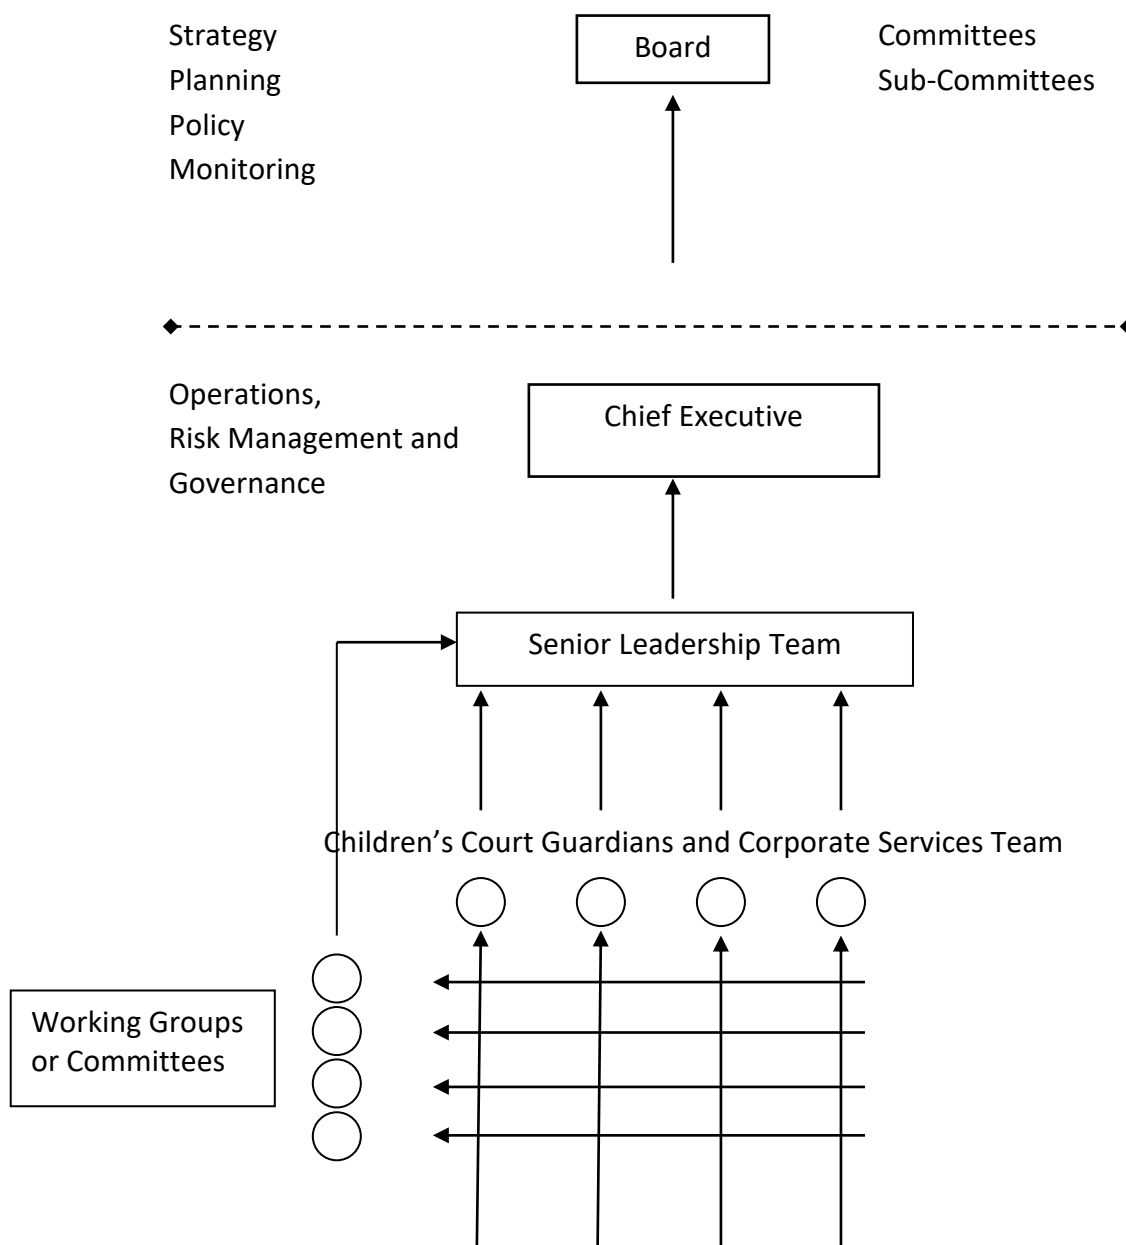 Strategy
Planning
Policy
Monitoring
Board
Committees
Sub-Committees
Operations,
Risk Management and
Governance
Chief Executive
Senior Leadership Team
Children’s Court Guardians and Corporate Services Team
Working Groups
or Committees